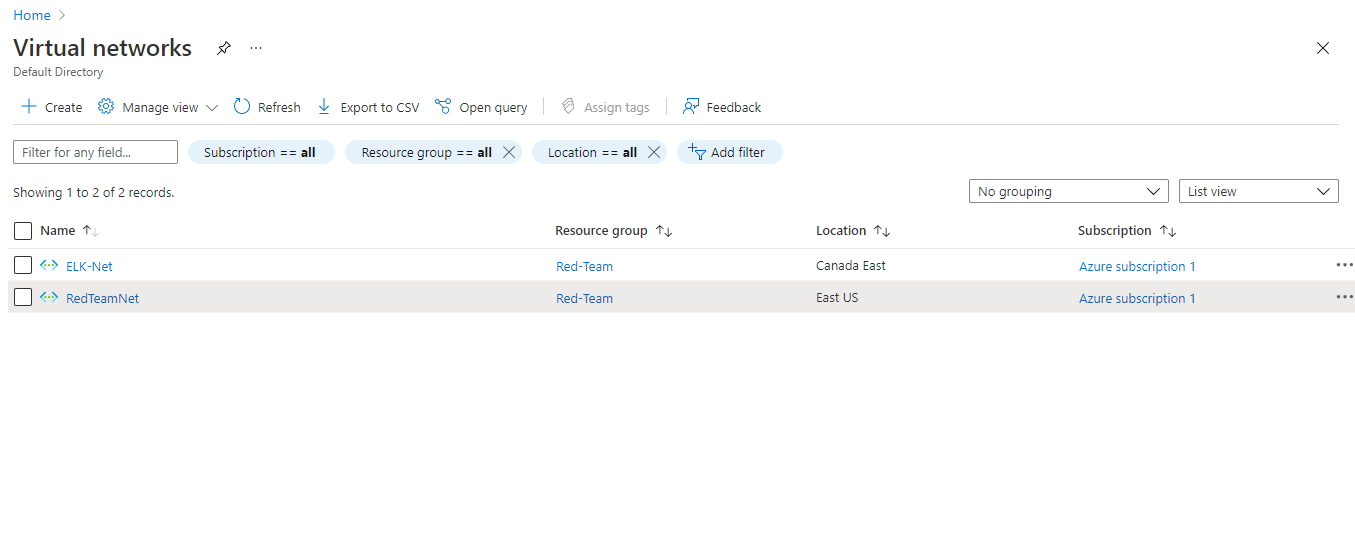 Home
Virtual networks
Default Directory
Create Manage view Refresh Export to CSV Open query Assign tags Feedback
Filter for any field... Subscription == all Resource group == all Location == all Add filter
Showing 1 to 2 of 2 records. No grouping List view
Name Resource group Location Subscription
ELK-Net Red-Team Canada East Azure subscription 1
RedTeamNet Red-Team East US Azure subscription 1